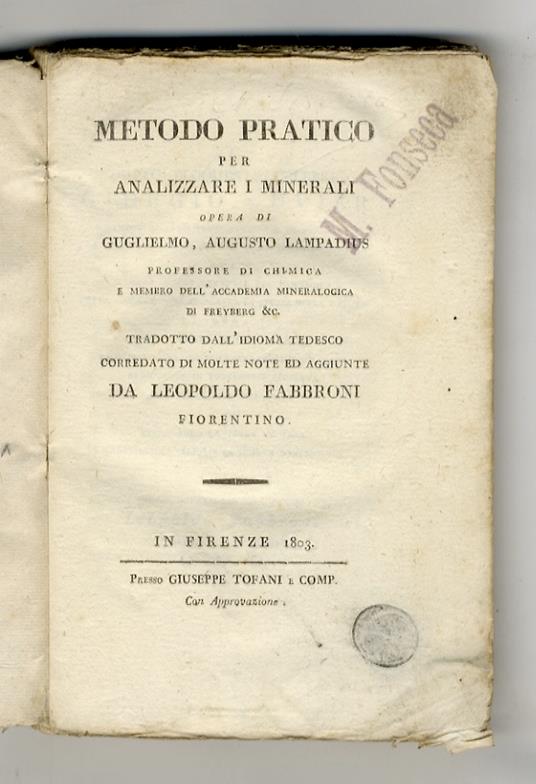 METODO PRATICO
PER
ANALIZZARE I MINERALI
OPERA DI
GUGLIELMO, AUGUSTO LAMPADIUS
PROFESSORE DI CHIMICA
E MEMBRO DELL'ACCADEMIA MINERALOGICA
DI FREYBERG &c.
TRADOTTO DALL'IDIOMA TEDESCO
CORREDATO DI MOLTE NOTE ED AGGIUNTE
DA LEOPOLDO FABBRONI
FIORENTINO.
IN FIRENZE 1803.
PRESSO GIUSEPPE TOFANI E COMP.
Con Approvazione.
M. Fonseca